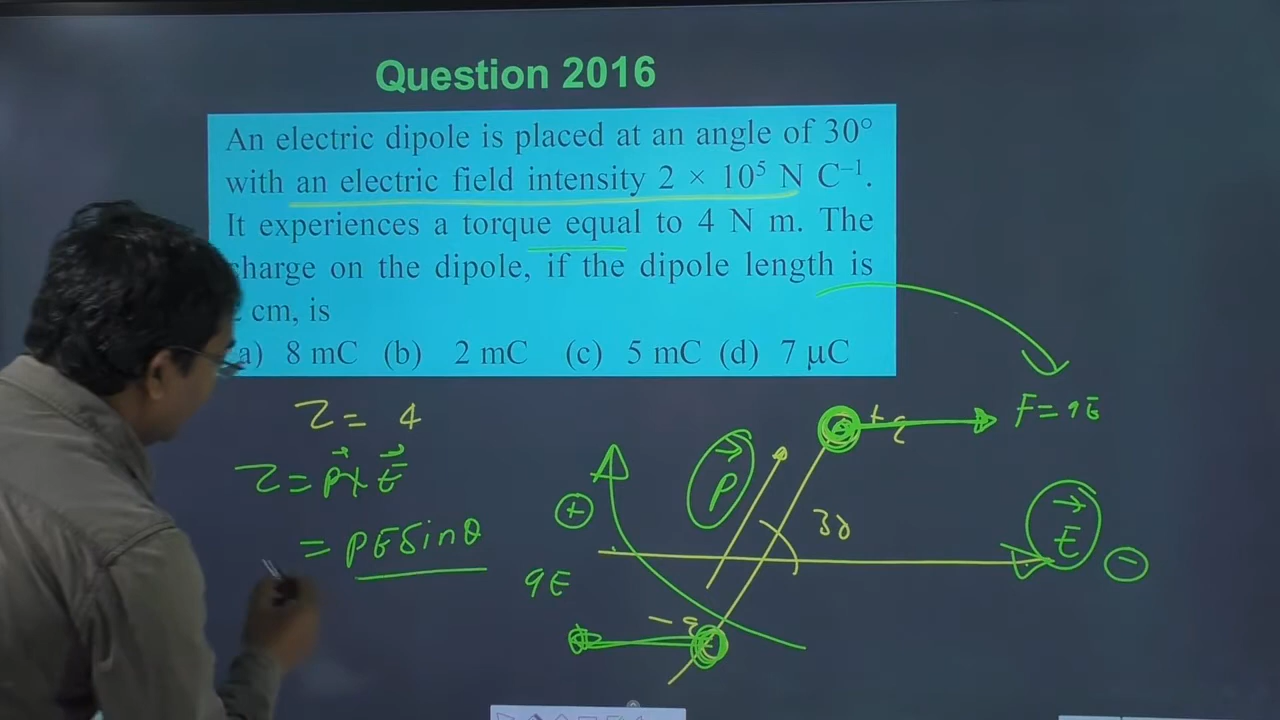 Question 2016
An electric dipole is placed at an angle of 30°
with an electric field intensity 2 × 10⁵ N C⁻¹.
It experiences a torque equal to 4 N m. The
harge on the dipole, if the dipole length is
cm, is
a) 8 mC (b) 2 mC (c) 5 mC (d) 7 μC
τ = 4
+q
F = qE
τ = P × E
P
+
30
= PE sin θ
E
−
qE
−q